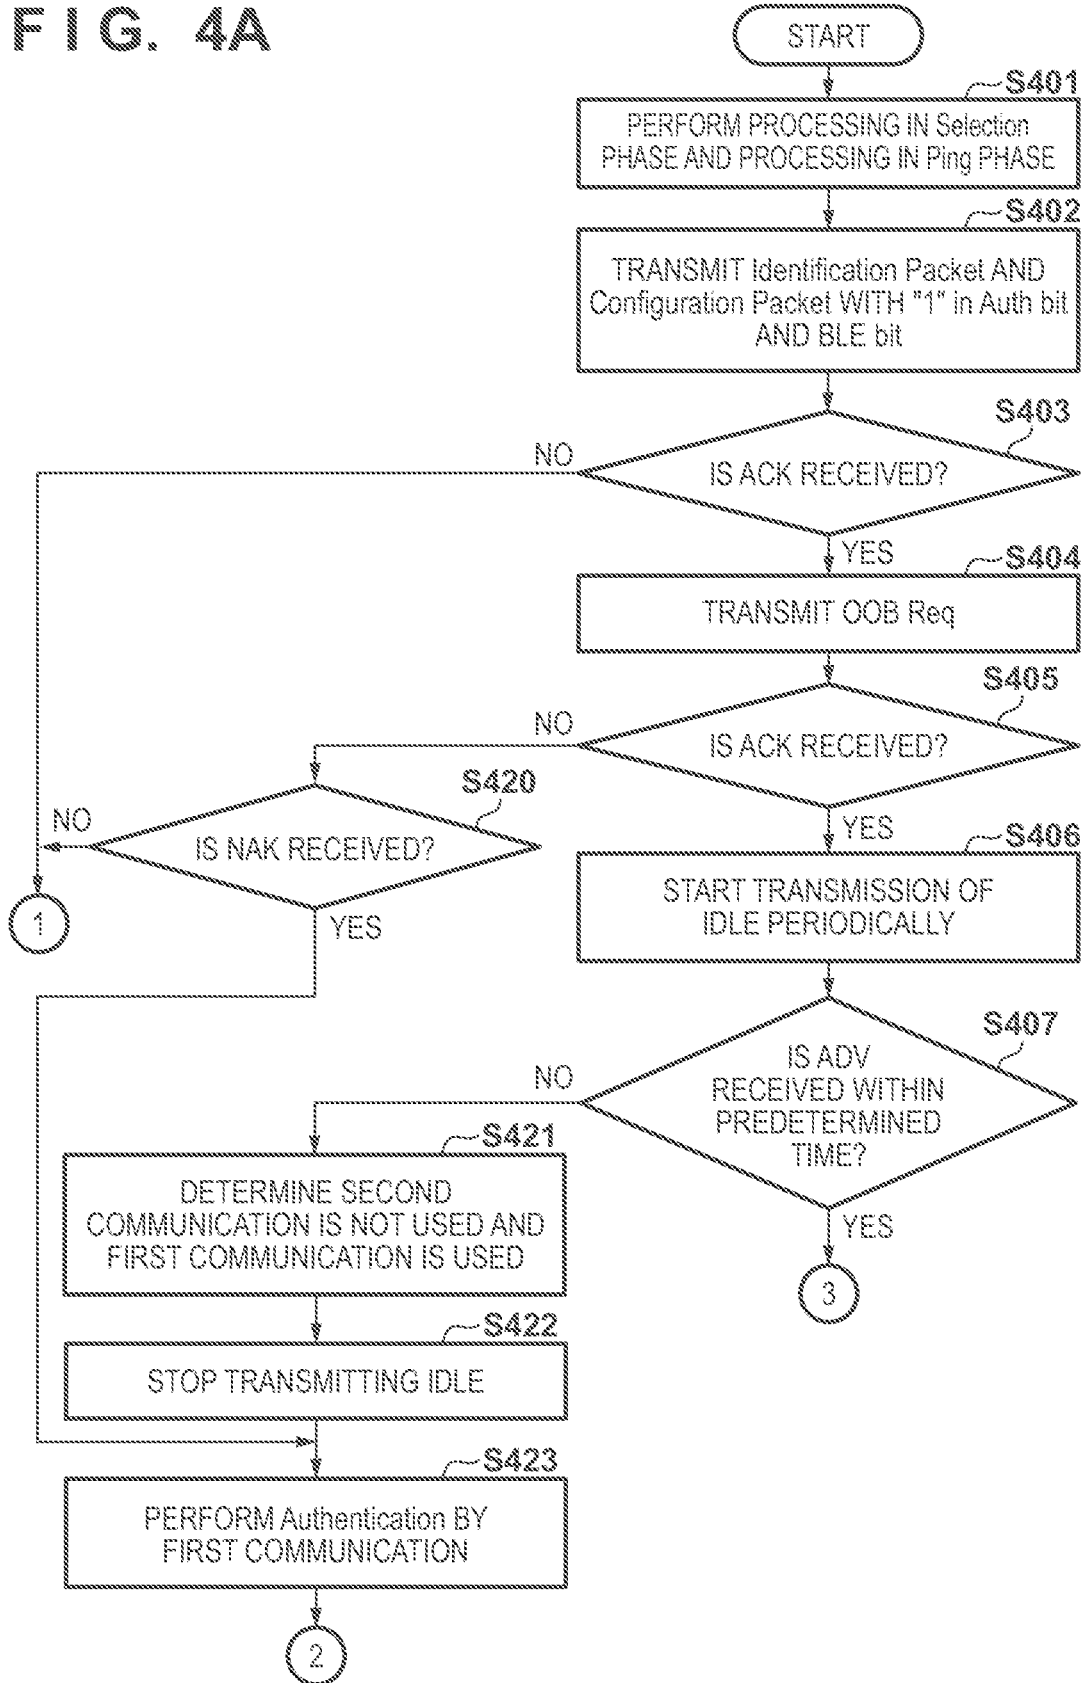 FIG. 4A
START
S401
PERFORM PROCESSING IN Selection
PHASE AND PROCESSING IN Ping PHASE
S402
TRANSMIT Identification Packet AND
Configuration Packet WITH "1" in Auth bit
AND BLE bit
S403
IS ACK RECEIVED?
NO
YES
S404
TRANSMIT OOB Req
S405
IS ACK RECEIVED?
NO
YES
S420
IS NAK RECEIVED?
NO
YES
1
S406
START TRANSMISSION OF
IDLE PERIODICALLY
S407
IS ADV
RECEIVED WITHIN
PREDETERMINED
TIME?
NO
YES
3
S421
DETERMINE SECOND
COMMUNICATION IS NOT USED AND
FIRST COMMUNICATION IS USED
S422
STOP TRANSMITTING IDLE
S423
PERFORM Authentication BY
FIRST COMMUNICATION
2